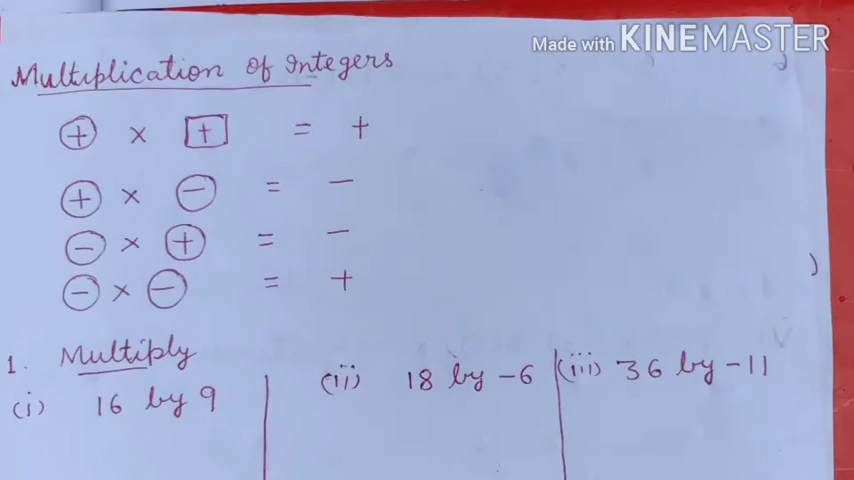 Made with KINEMASTER
Multiplication of Integers
+ × + = +
+ × - = -
- × + = -
- × - = +
1. Multiply
(i) 16 by 9
(ii) 18 by -6
(iii) 36 by -11